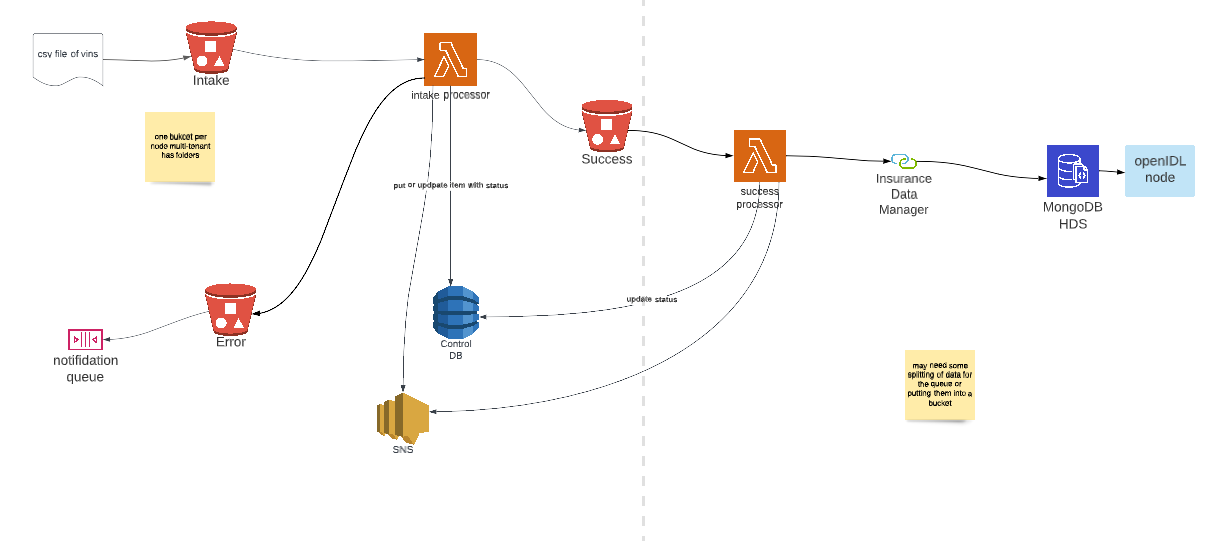 csv file of vins
Intake
intake processor
one bukcet per
node multi-tenant
has folders
Success
success
processor
Insurance
Data
Manager
MongoDB
HDS
openIDL
node
put or updpate item with status
update status
Error
notifidation
queue
Control
DB
SNS
may need some
splitting of data for
the queue or
putting them into a
bucket